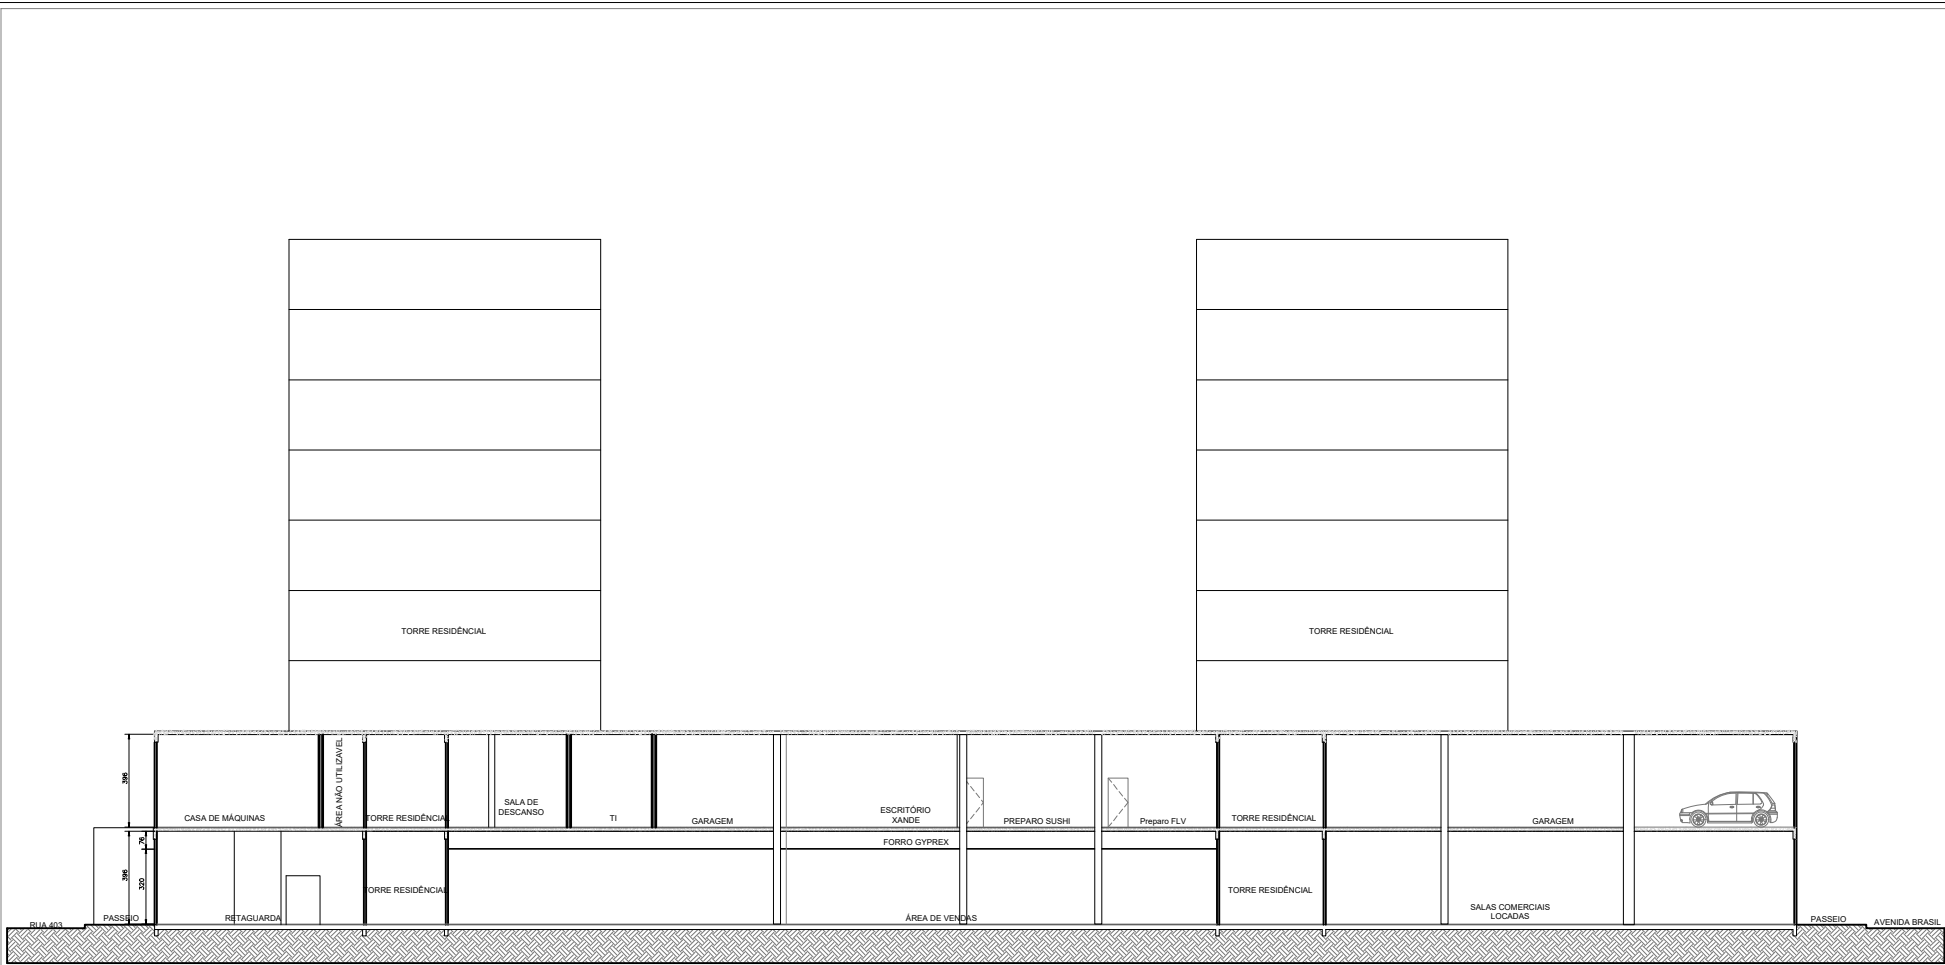 TORRE RESIDÊNCIAL
TORRE RESIDÊNCIAL
396
CASA DE MÁQUINAS
ÁREA NÃO UTILIZAVEL
TORRE RESIDÊNCIAL
SALA DE
DESCANSO
TI
GARAGEM
ESCRITÓRIO
XANDE
PREPARO SUSHI
Preparo FLV
TORRE RESIDÊNCIAL
GARAGEM
76
FORRO GYPREX
396
320
TORRE RESIDÊNCIAL
TORRE RESIDÊNCIAL
SALAS COMERCIAIS
LOCADAS
RUA 403
PASSEIO
RETAGUARDA
ÁREA DE VENDAS
PASSEIO
AVENIDA BRASIL